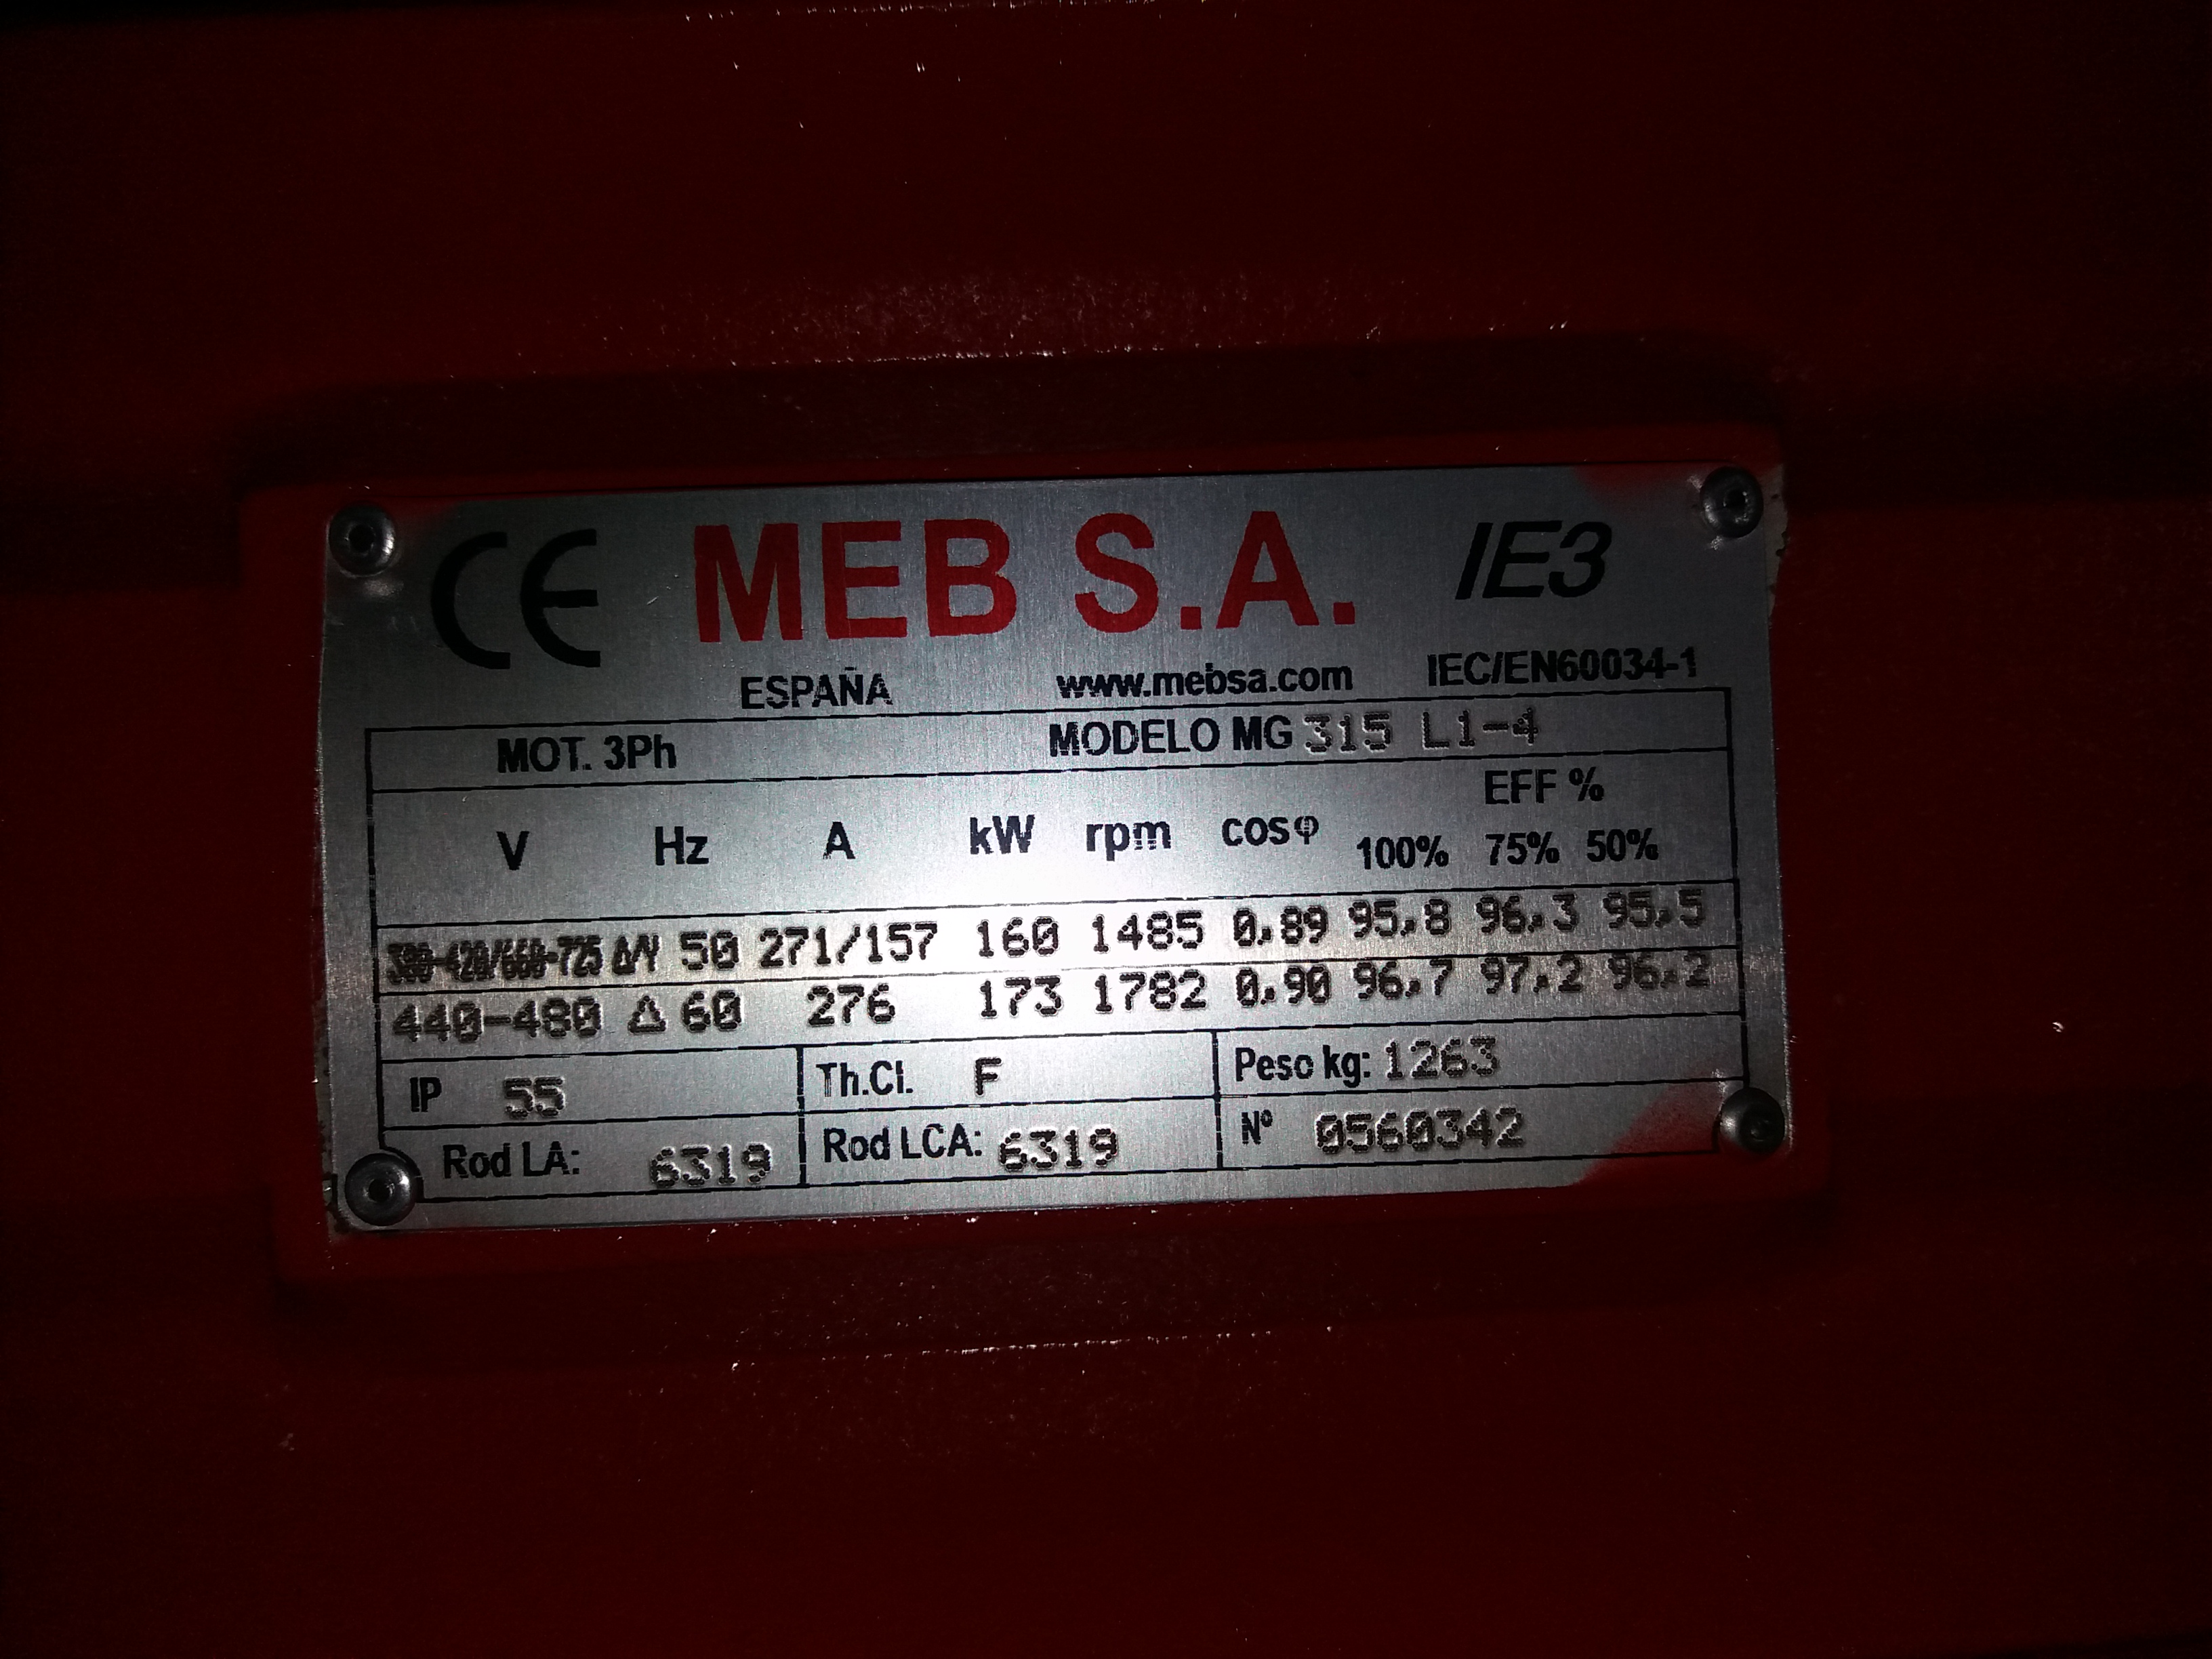 CE MEB S.A. IE3
ESPAÑA www.mebsa.com IEC/EN60034-1
MOT. 3Ph MODELO MG 315 L1-4
EFF %
V Hz A kW rpm cosφ 100% 75% 50%
380-420/660-725 Δ/Y 50 271/157 160 1485 0.89 95,8 96,3 95,5
440-480 Δ 60 276 173 1782 0.90 96,7 97,2 96,2
IP 55 Th.Cl. F Peso kg: 1263
Rod LA: 6319 Rod LCA: 6319 Nº 0560342